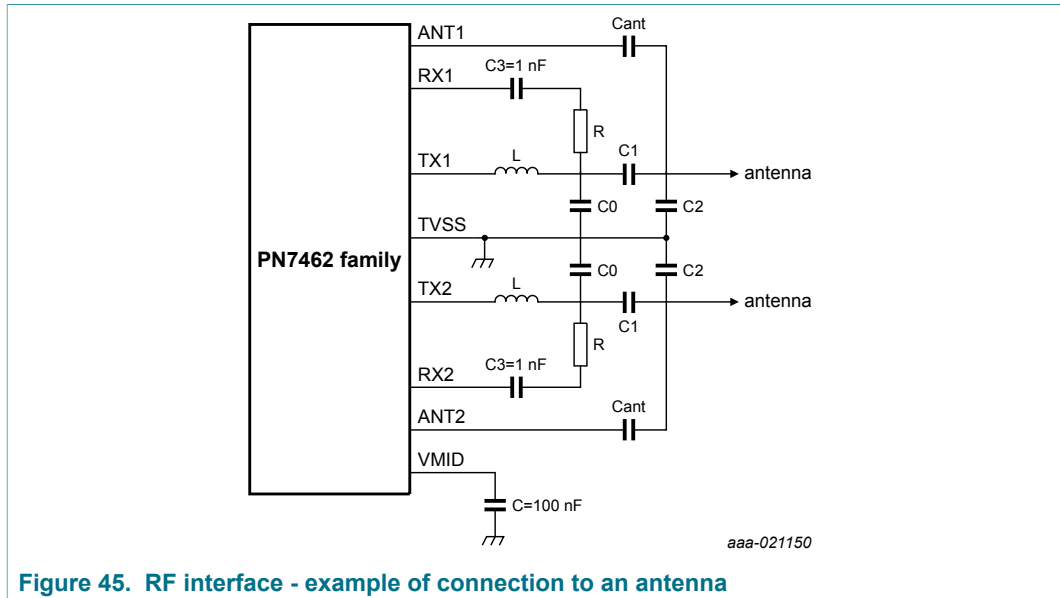 ANT1
Cant
RX1
C3=1 nF
R
TX1
L
C1
antenna
C0
C2
TVSS
PN7462 family
C0
C2
TX2
L
antenna
C1
R
RX2
C3=1 nF
Cant
ANT2
VMID
C=100 nF
aaa-021150
Figure 45. RF interface - example of connection to an antenna